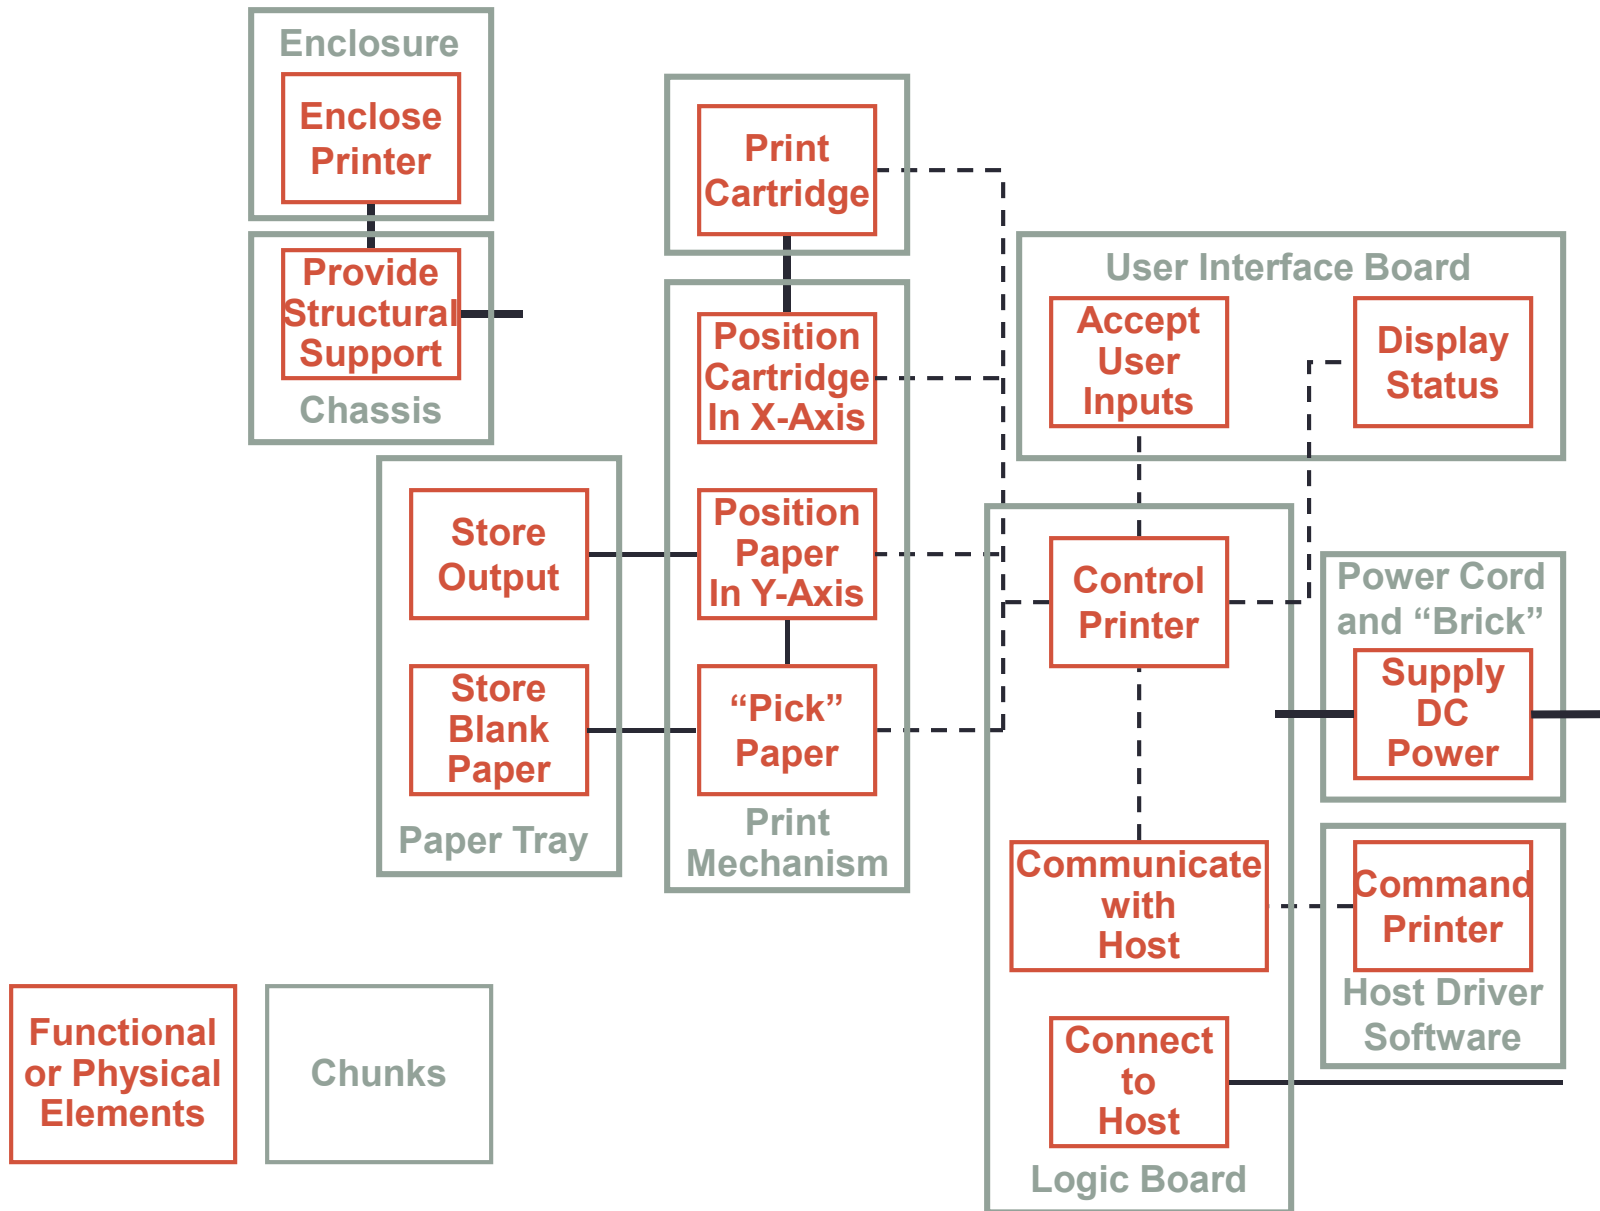 Enclosure
Enclose
Printer
Provide
Structural
Support
Chassis
Store
Output
Store
Blank
Paper
Paper Tray
Print
Cartridge
Position
Cartridge
In X-Axis
Position
Paper
In Y-Axis
“Pick”
Paper
Print
Mechanism
User Interface Board
Accept
User
Inputs
Display
Status
Control
Printer
Communicate
with
Host
Connect
to
Host
Logic Board
Power Cord
and “Brick”
Supply
DC
Power
Command
Printer
Host Driver
Software
Functional
or Physical
Elements
Chunks